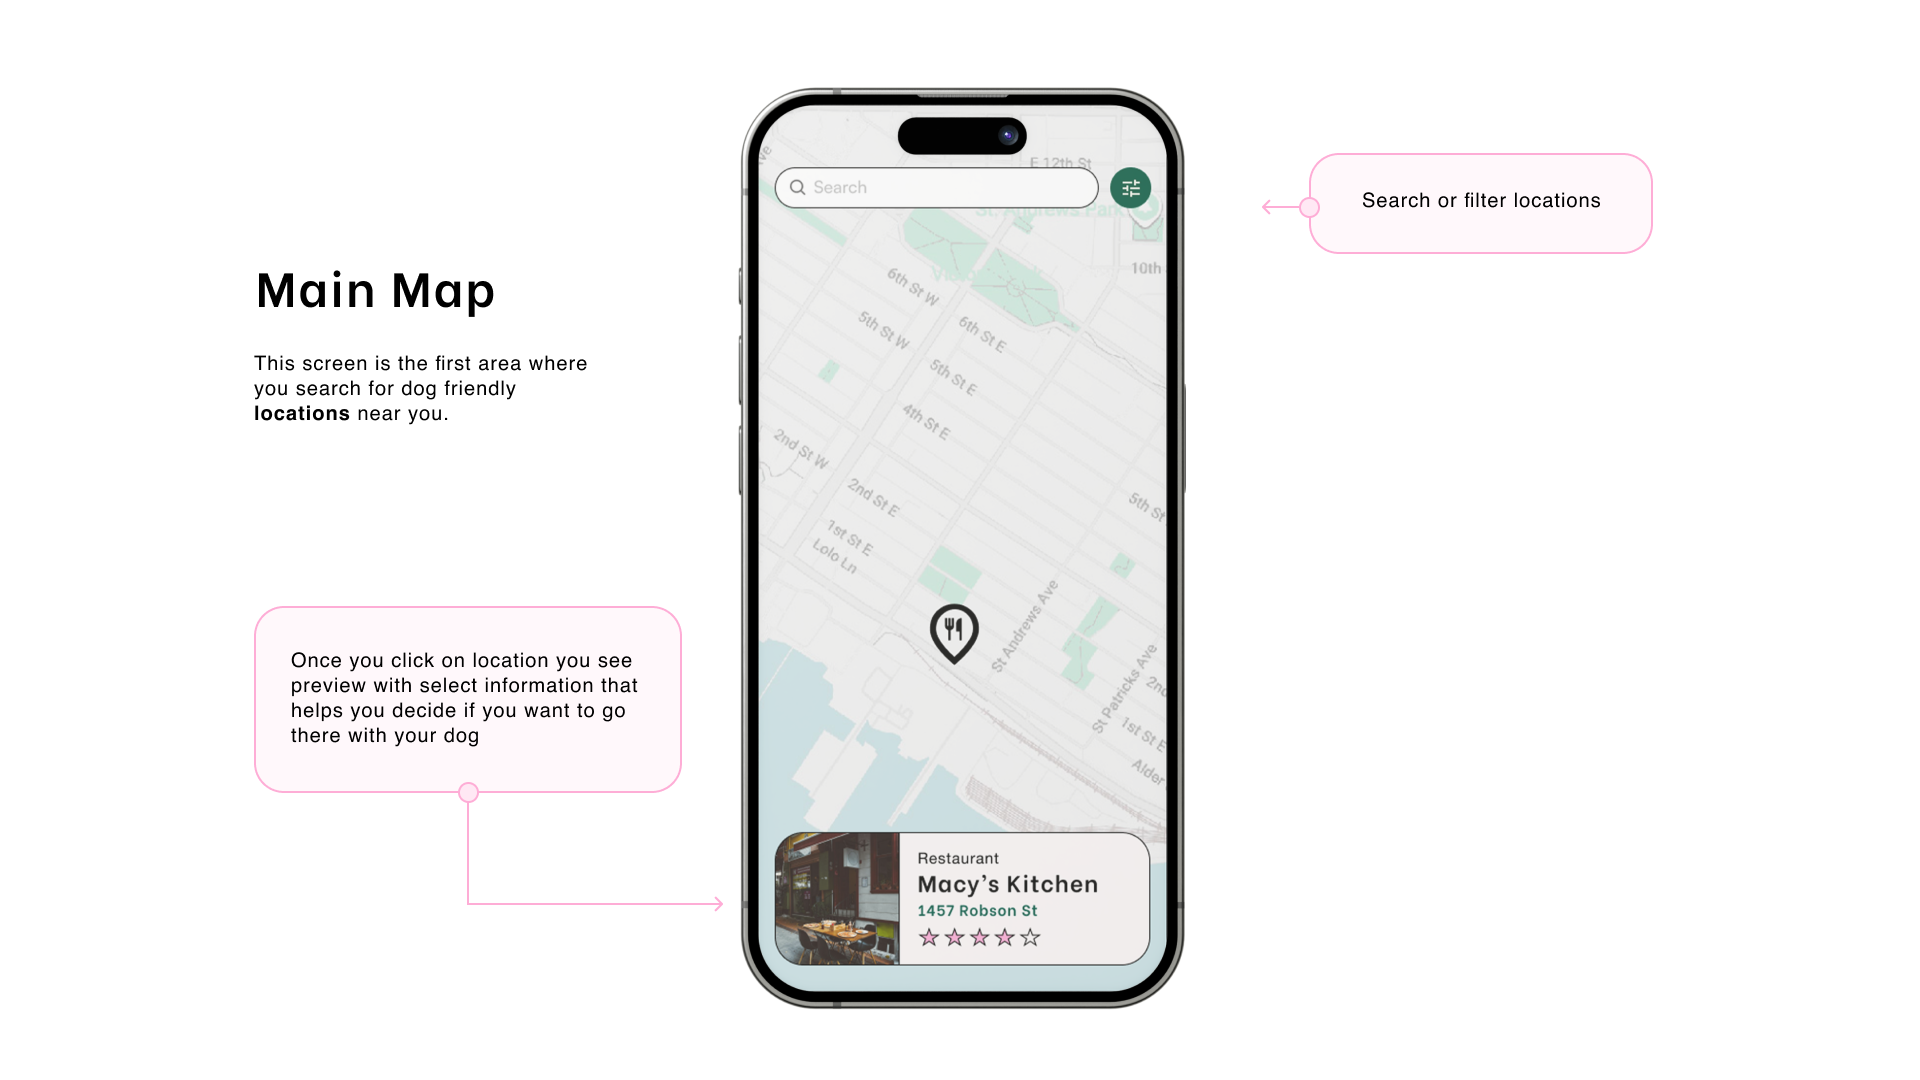 Main Map
This screen is the first area where
you search for dog friendly
locations near you.
Once you click on location you see
preview with select information that
helps you decide if you want to go
there with your dog
Search or filter locations
Ave
E 12th St
Search
St. Andrews Park
10th
6th St W
5th St W
6th St E
5th St E
4th St E
2nd St W
2nd St E
5th St
1st St E
Lolo Ln
St Andrews Ave
St Patricks Ave
2nd
1st St E
Alder
Restaurant
Macy’s Kitchen
1457 Robson St